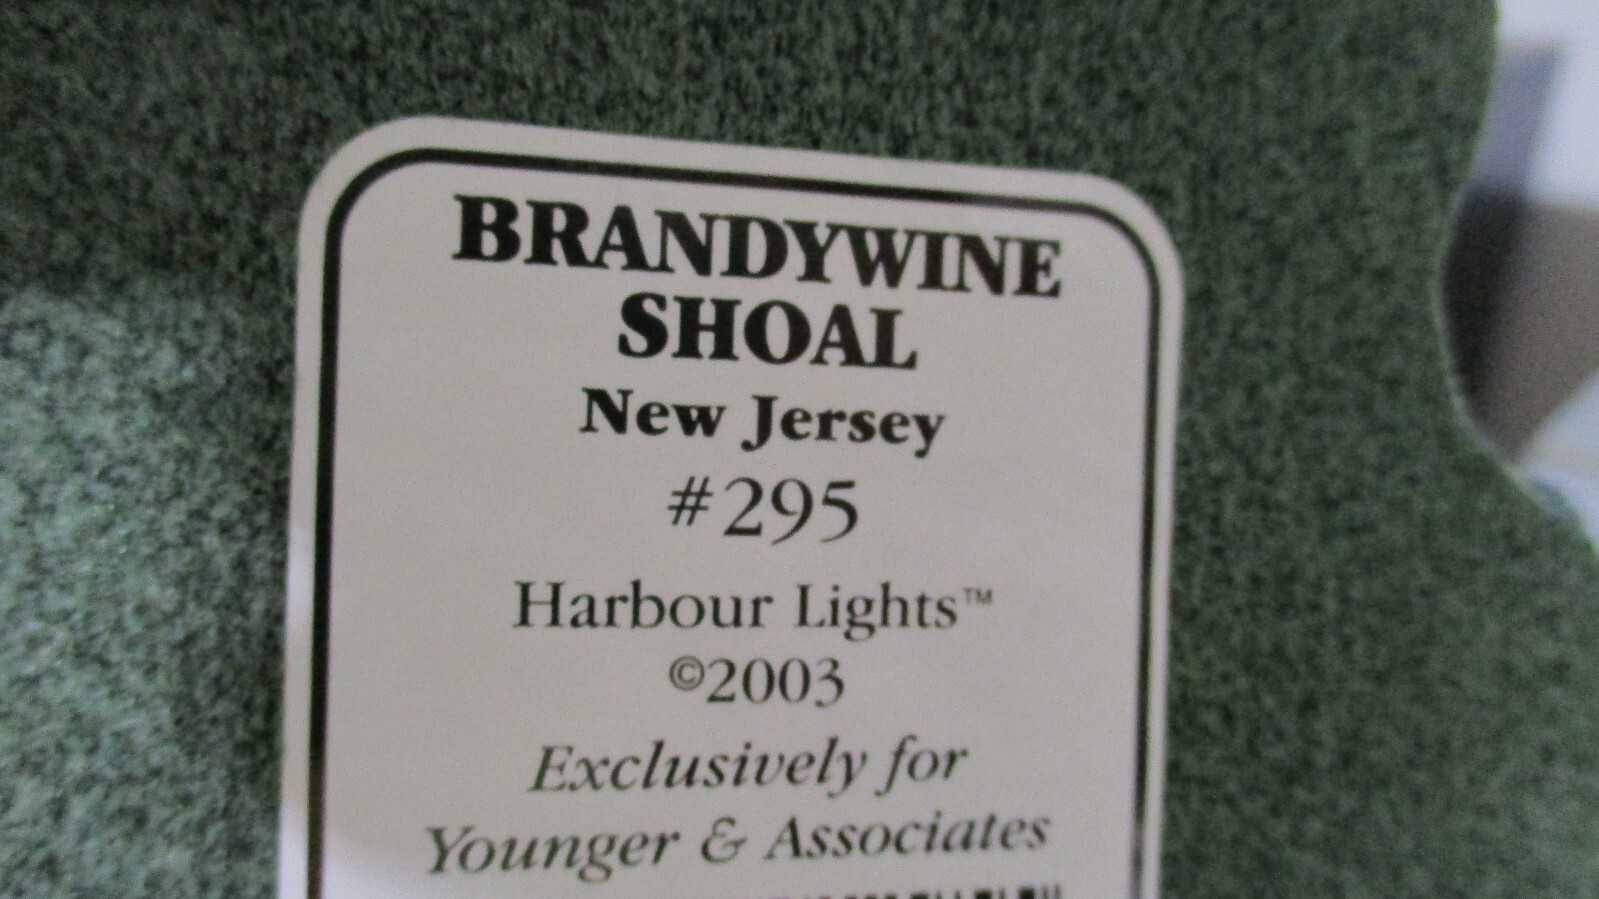 BRANDYWINE
SHOAL
New Jersey
#295
Harbour Lights™
©2003
Exclusively for
Younger & Associates